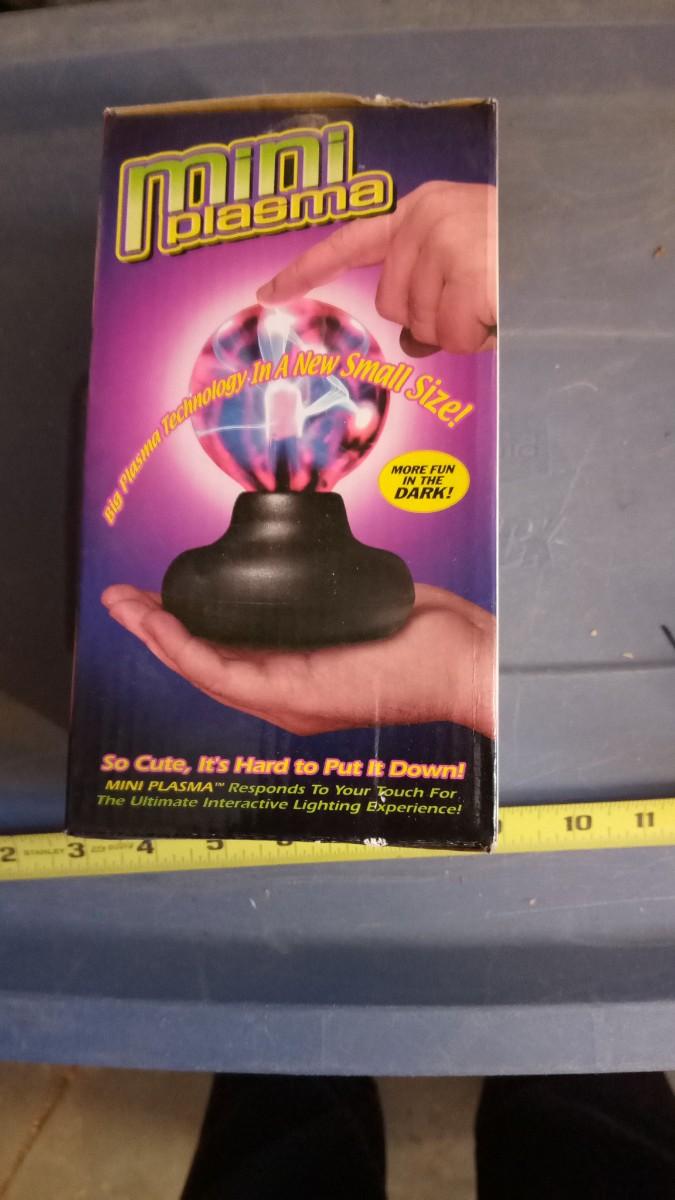 mini
plasma™
Big Plasma Technology In A New Small Size!
MORE FUN
IN THE
DARK!
So Cute, It's Hard to Put It Down!
MINI PLASMA™ Responds To Your Touch For
The Ultimate Interactive Lighting Experience!
2 STANLEY 3 4 5 10 11